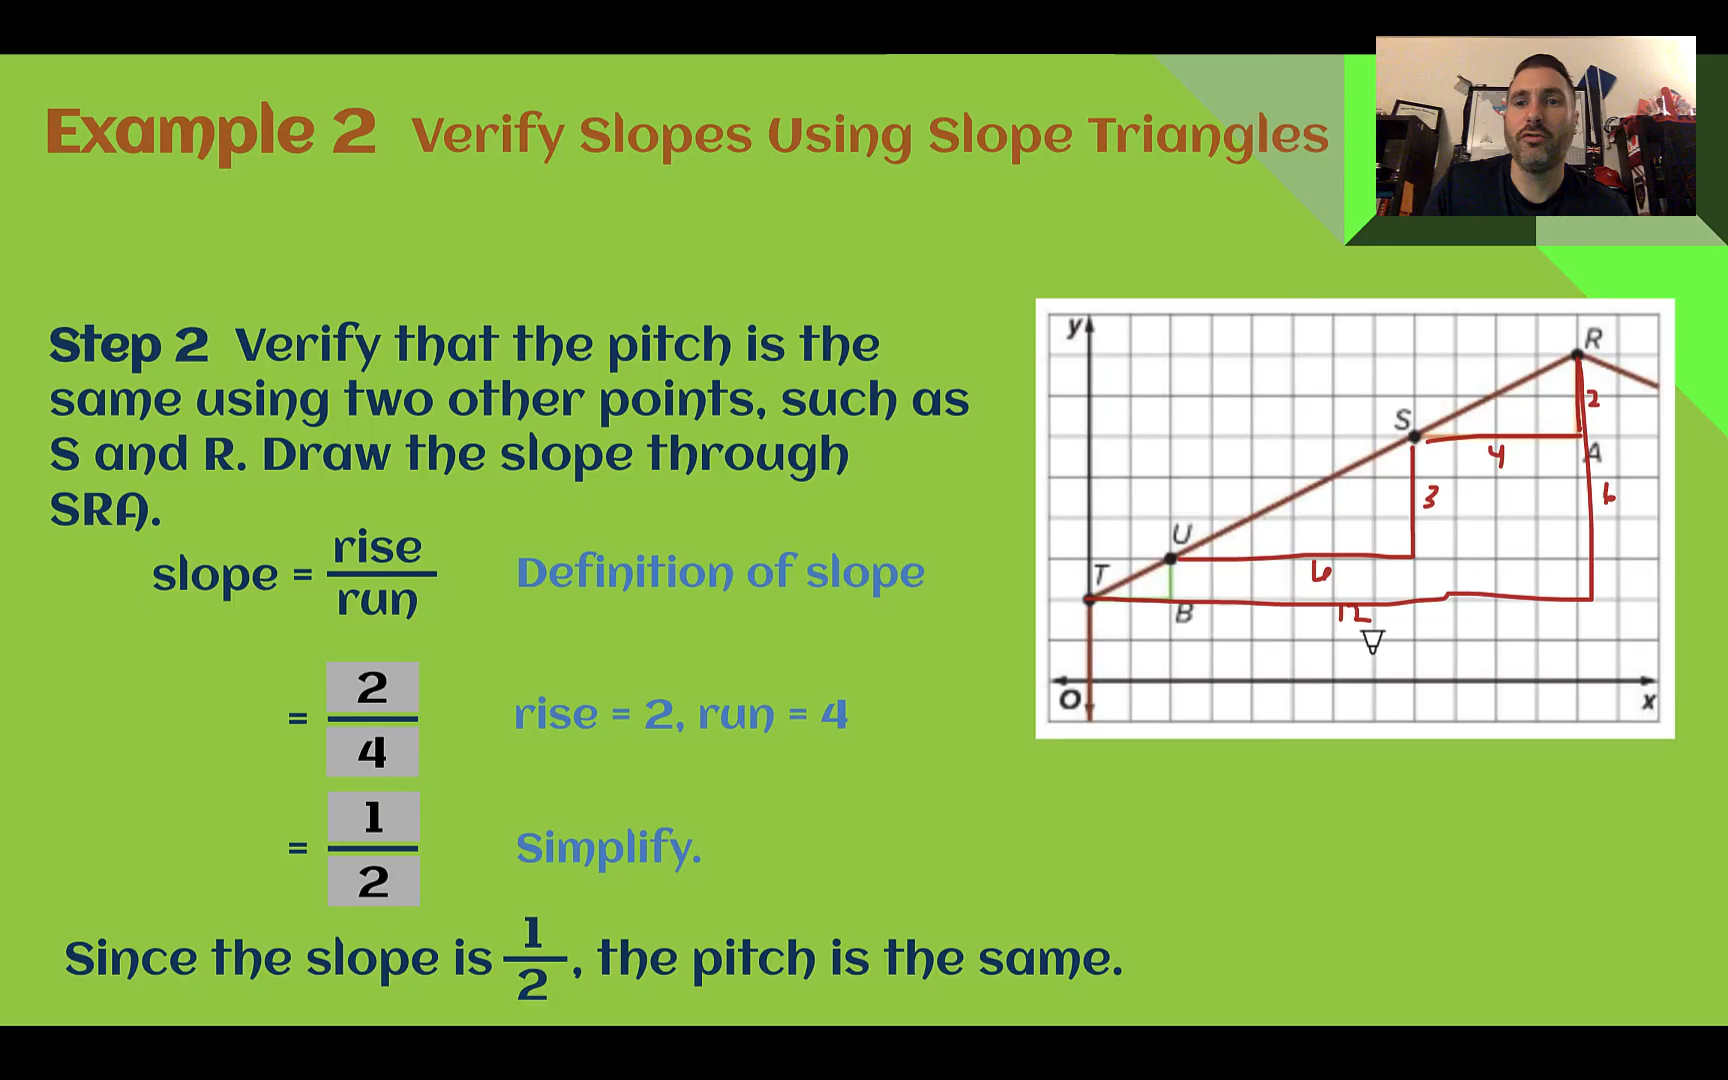 Example 2 Verify Slopes Using Slope Triangles
Step 2 Verify that the pitch is the
same using two other points, such as
S and R. Draw the slope through
SRA.
slope = rise/run Definition of slope
= 2/4 rise = 2, run = 4
= 1/2 Simplify.
Since the slope is 1/2, the pitch is the same.
y
R
2
S
4
A
3
6
U
T
6
B
12
O
x